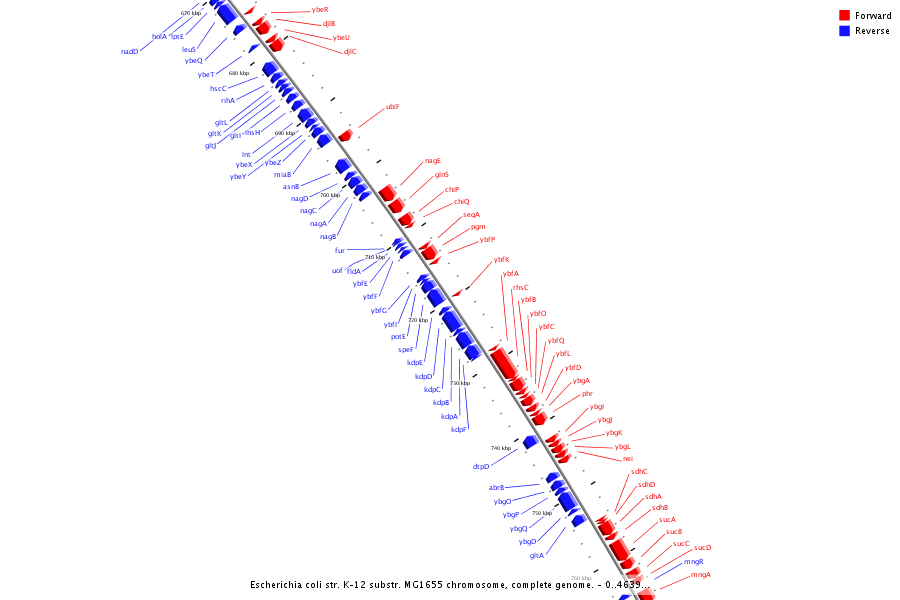 Forward
Reverse
670 kbp
ybeR
djlB
ybeU
djlC
holA
lptE
nadD
leuS
ybeQ
ybeT
680 kbp
hscC
rihA
gltL
gltK
gltJ
gltI
insH
690 kbp
ubiF
lnt
ybeX
ybeY
ybeZ
miaB
nagE
glnS
chiP
chiQ
seqA
pgm
ybfP
asnB
nagD
700 kbp
nagC
nagA
nagB
fur
710 kbp
uof
fldA
ybfE
ybfF
ybfK
ybfA
rhsC
ybfB
ybfO
ybfC
ybfQ
ybfL
ybfD
ybgA
phr
ybgI
ybgJ
ybgK
ybgL
nei
ybfG
720 kbp
ybfI
potE
speF
kdpE
kdpD
730 kbp
kdpC
kdpB
kdpA
kdpF
740 kbp
dtpD
sdhC
sdhD
sdhA
sdhB
sucA
sucB
sucC
sucD
mngR
mngA
abrB
ybgO
ybgP
750 kbp
ybgQ
ybgD
gltA
760 kbp
Escherichia coli str. K-12 substr. MG1655 chromosome, complete genome. - 0..4639...